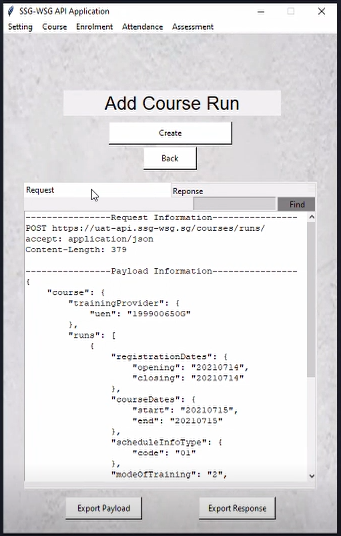 SSG-WSG API Application
Setting Course Enrolment Attendance Assessment
Add Course Run
Create
Back
Request Reponse
Find
----------------Request Information----------------
POST https://uat-api.ssg-wsg.sg/courses/runs/
accept: application/json
Content-Length: 379
----------------Payload Information----------------
{
    "course": {
        "trainingProvider": {
            "uen": "199900650G"
        },
        "runs": [
            {
                "registrationDates": {
                    "opening": "20210714",
                    "closing": "20210714"
                },
                "courseDates": {
                    "start": "20210715",
                    "end": "20210715"
                },
                "scheduleInfoType": {
                    "code": "01"
                },
                "modeOfTraining": "2",
Export Payload Export Response